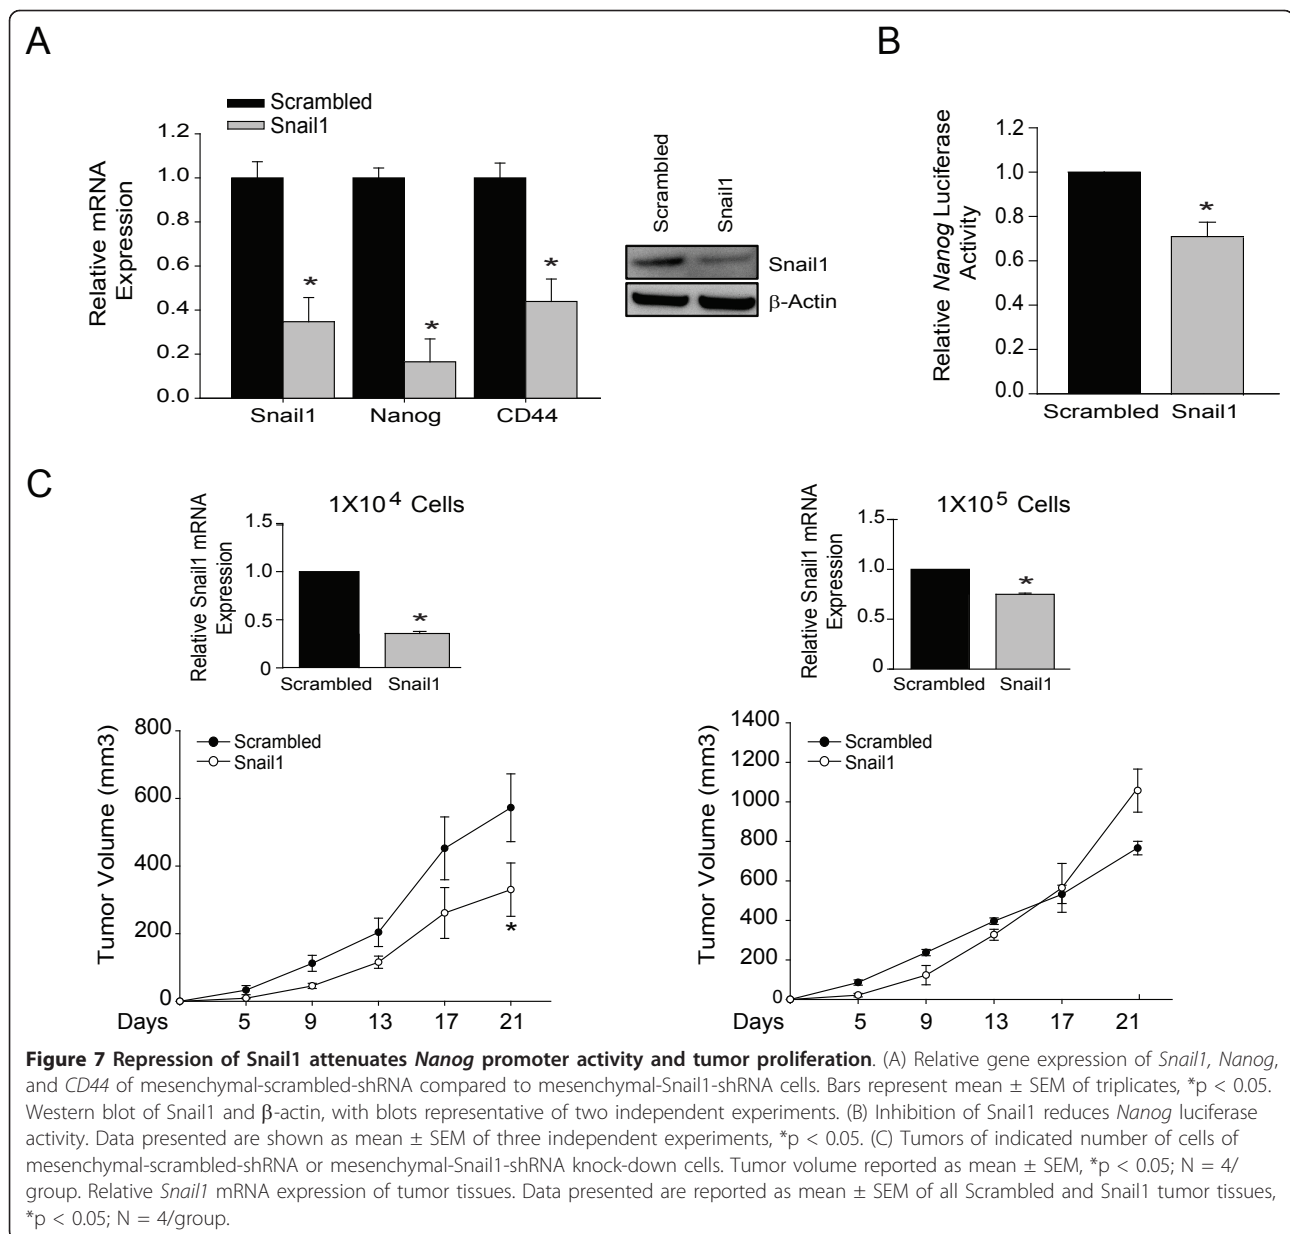 A
Scrambled
Snail1
Relative mRNA
Expression
1.2
1.0
0.8
0.6
0.4
0.2
0.0
*
*
*
Snail1 Nanog CD44
Scrambled
Snail1
Snail1
β-Actin
B
Relative Nanog Luciferase
Activity
1.2
1.0
0.8
0.6
0.4
0.2
0.0
*
Scrambled Snail1
C
1X10⁴ Cells
Relative Snail1 mRNA
Expression
1.5
1.0
0.5
0
*
Scrambled Snail1
Tumor Volume (mm3)
800
600
400
200
0
Scrambled
Snail1
*
Days 5 9 13 17 21
1X10⁵ Cells
Relative Snail1 mRNA
Expression
1.5
1.0
0.5
0
*
Scrambled Snail1
Tumor Volume (mm3)
1400
1200
1000
800
600
400
200
0
Scrambled
Snail1
Days 5 9 13 17 21
Figure 7 Repression of Snail1 attenuates Nanog promoter activity and tumor proliferation. (A) Relative gene expression of Snail1, Nanog,
and CD44 of mesenchymal-scrambled-shRNA compared to mesenchymal-Snail1-shRNA cells. Bars represent mean ± SEM of triplicates, *p < 0.05.
Western blot of Snail1 and β-actin, with blots representative of two independent experiments. (B) Inhibition of Snail1 reduces Nanog luciferase
activity. Data presented are shown as mean ± SEM of three independent experiments, *p < 0.05. (C) Tumors of indicated number of cells of
mesenchymal-scrambled-shRNA or mesenchymal-Snail1-shRNA knock-down cells. Tumor volume reported as mean ± SEM, *p < 0.05; N = 4/
group. Relative Snail1 mRNA expression of tumor tissues. Data presented are reported as mean ± SEM of all Scrambled and Snail1 tumor tissues,
*p < 0.05; N = 4/group.